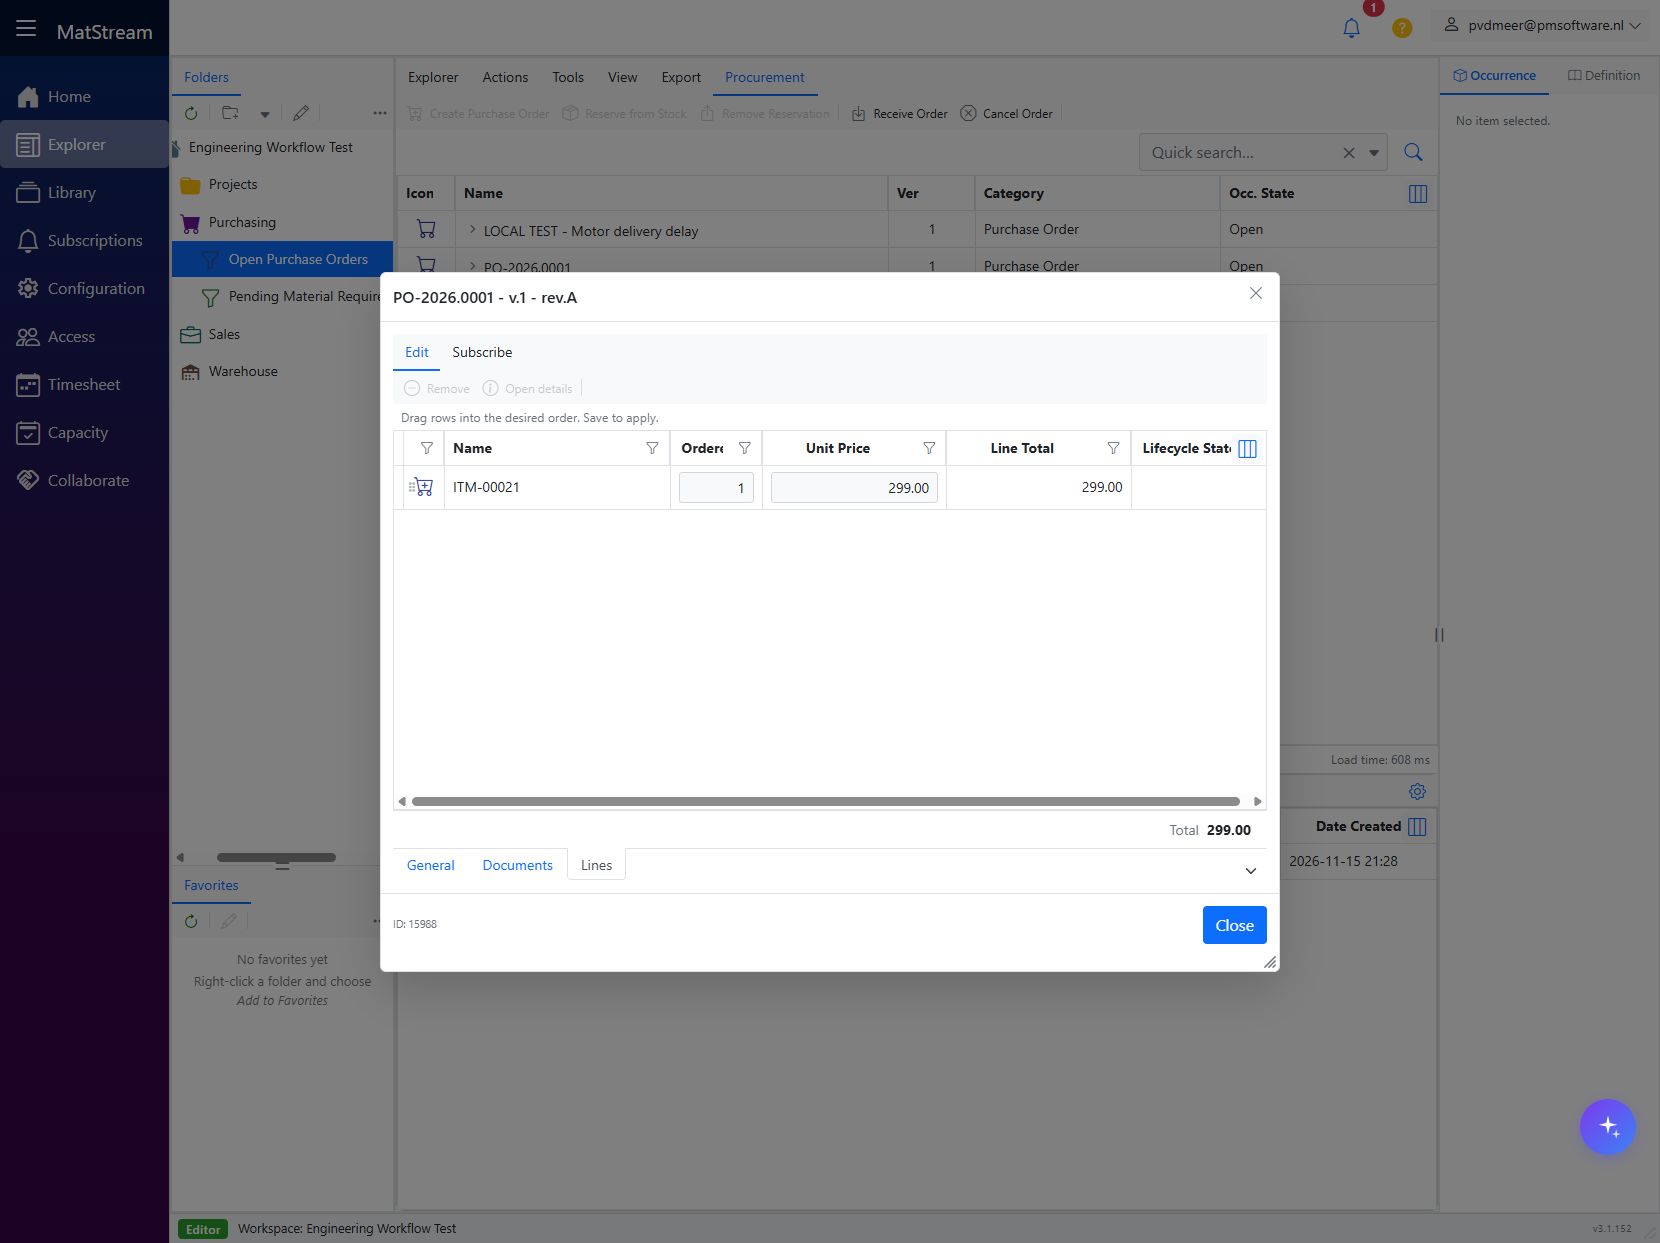 MatStream
1
?
pvdmeer@pmsoftware.nl
Home
Explorer
Library
Subscriptions
Configuration
Access
Timesheet
Capacity
Collaborate
Folders
Engineering Workflow Test
Projects
Purchasing
Open Purchase Orders
Pending Material Require
Sales
Warehouse
Favorites
No favorites yet
Right-click a folder and choose
Add to Favorites
Explorer Actions Tools View Export Procurement
Create Purchase Order Reserve from Stock Remove Reservation Receive Order Cancel Order
Quick search...
Icon Name Ver Category Occ. State
LOCAL TEST - Motor delivery delay 1 Purchase Order Open
PO-2026.0001 1 Purchase Order Open
Load time: 608 ms
Date Created
2026-11-15 21:28
Occurrence Definition
No item selected.
PO-2026.0001 - v.1 - rev.A
Edit Subscribe
Remove Open details
Drag rows into the desired order. Save to apply.
Name Ordere Unit Price Line Total Lifecycle State
ITM-00021 1 299.00 299.00
Total 299.00
General Documents Lines
ID: 15988
Close
Editor Workspace: Engineering Workflow Test
v3.1.152